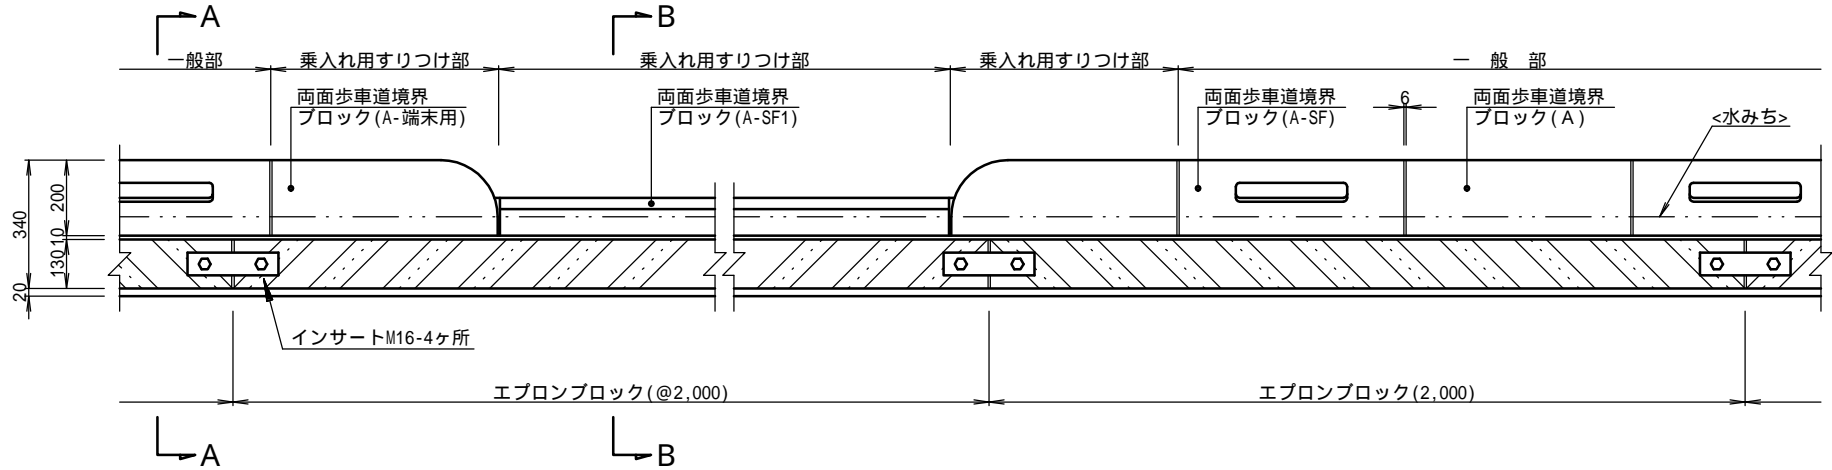 A
B
一般部
乗入れ用すりつけ部
乗入れ用すりつけ部
乗入れ用すりつけ部
一 般 部
両面歩車道境界
ブロック(A-端末用)
両面歩車道境界
ブロック(A-SF1)
両面歩車道境界
ブロック(A-SF)
6
両面歩車道境界
ブロック(A)
<水みち>
340
200
10
130
20
インサートM16-4ヶ所
エプロンブロック(@2,000)
エプロンブロック(2,000)
A
B